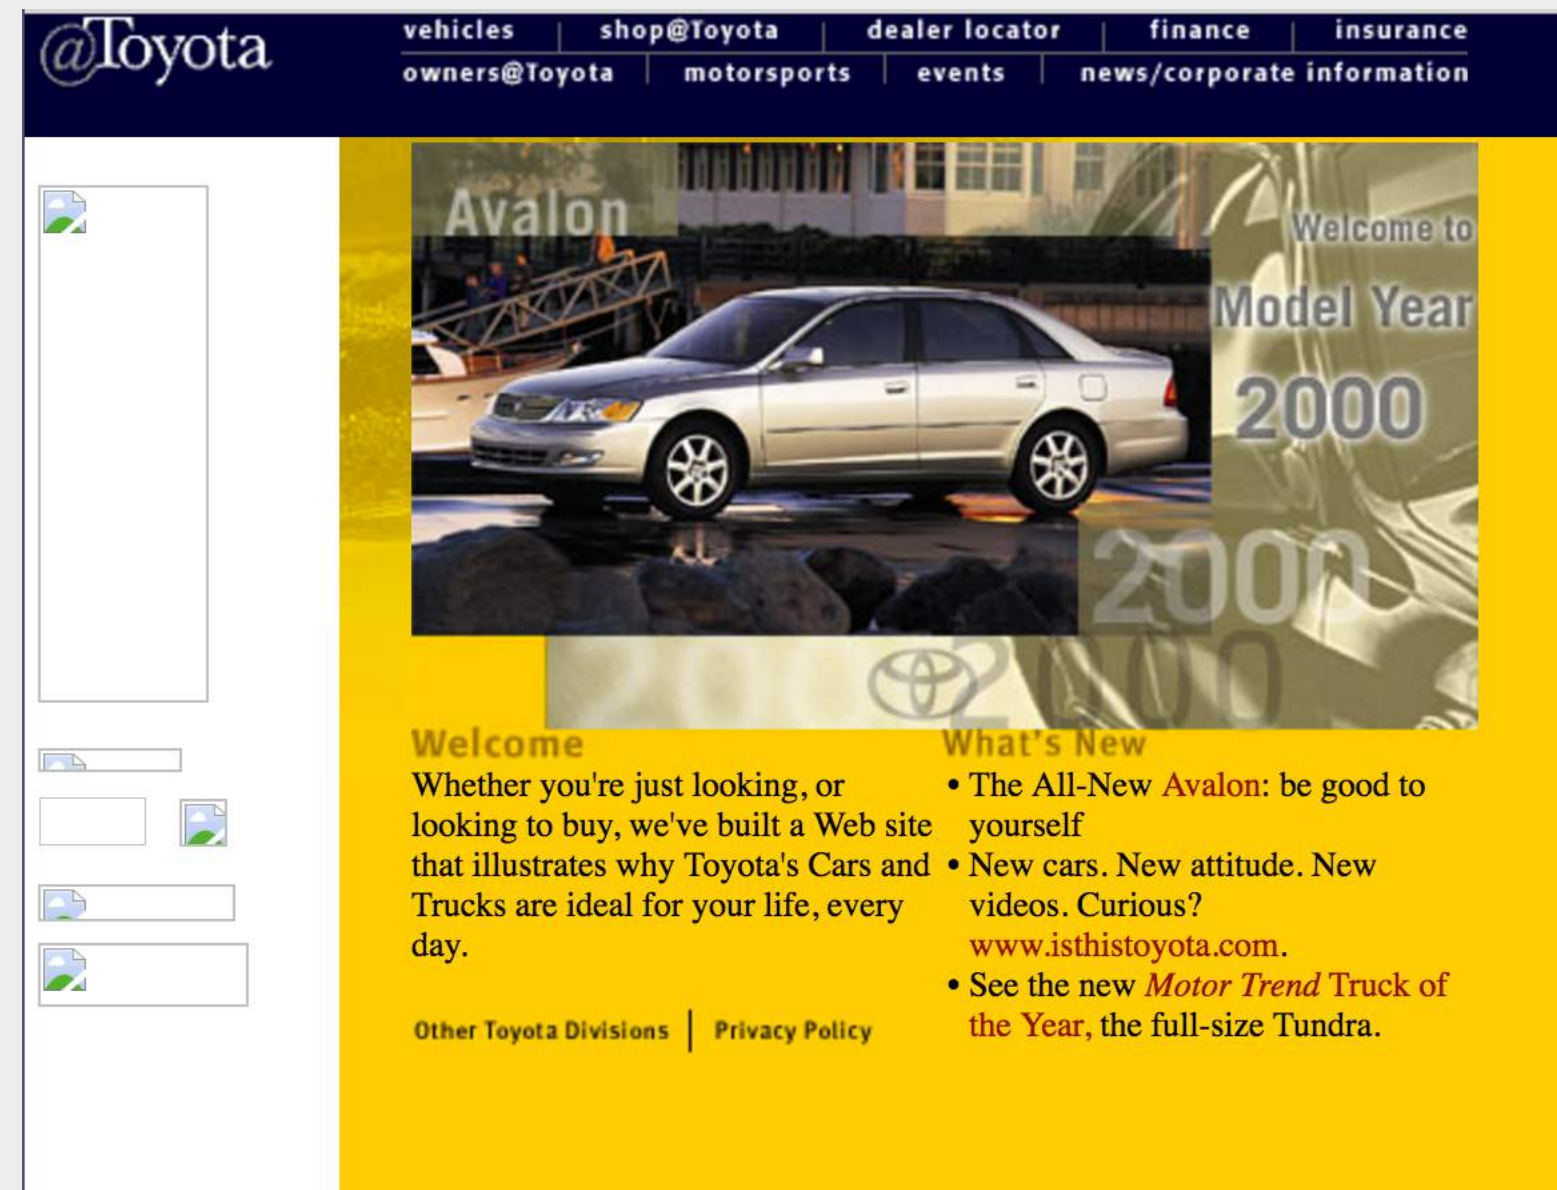 @Toyota
vehicles | shop@Toyota | dealer locator | finance | insurance
owners@Toyota | motorsports | events | news/corporate information
Avalon
Welcome to
Model Year
2000
2000
200 2000
Welcome
Whether you're just looking, or
looking to buy, we've built a Web site
that illustrates why Toyota's Cars and
Trucks are ideal for your life, every
day.
Other Toyota Divisions | Privacy Policy
What's New
• The All-New Avalon: be good to
yourself
• New cars. New attitude. New
videos. Curious?
www.isthistoyota.com.
• See the new Motor Trend Truck of
the Year, the full-size Tundra.